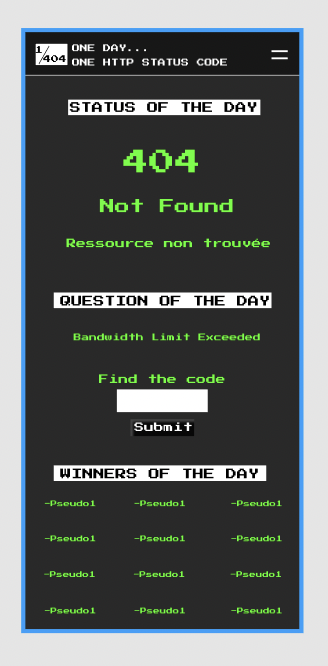 1/404 ONE DAY...
ONE HTTP STATUS CODE
STATUS OF THE DAY
404
Not Found
Ressource non trouvée
QUESTION OF THE DAY
Bandwidth Limit Exceeded
Find the code
Submit
WINNERS OF THE DAY
-Pseudo1 -Pseudo1 -Pseudo1
-Pseudo1 -Pseudo1 -Pseudo1
-Pseudo1 -Pseudo1 -Pseudo1
-Pseudo1 -Pseudo1 -Pseudo1